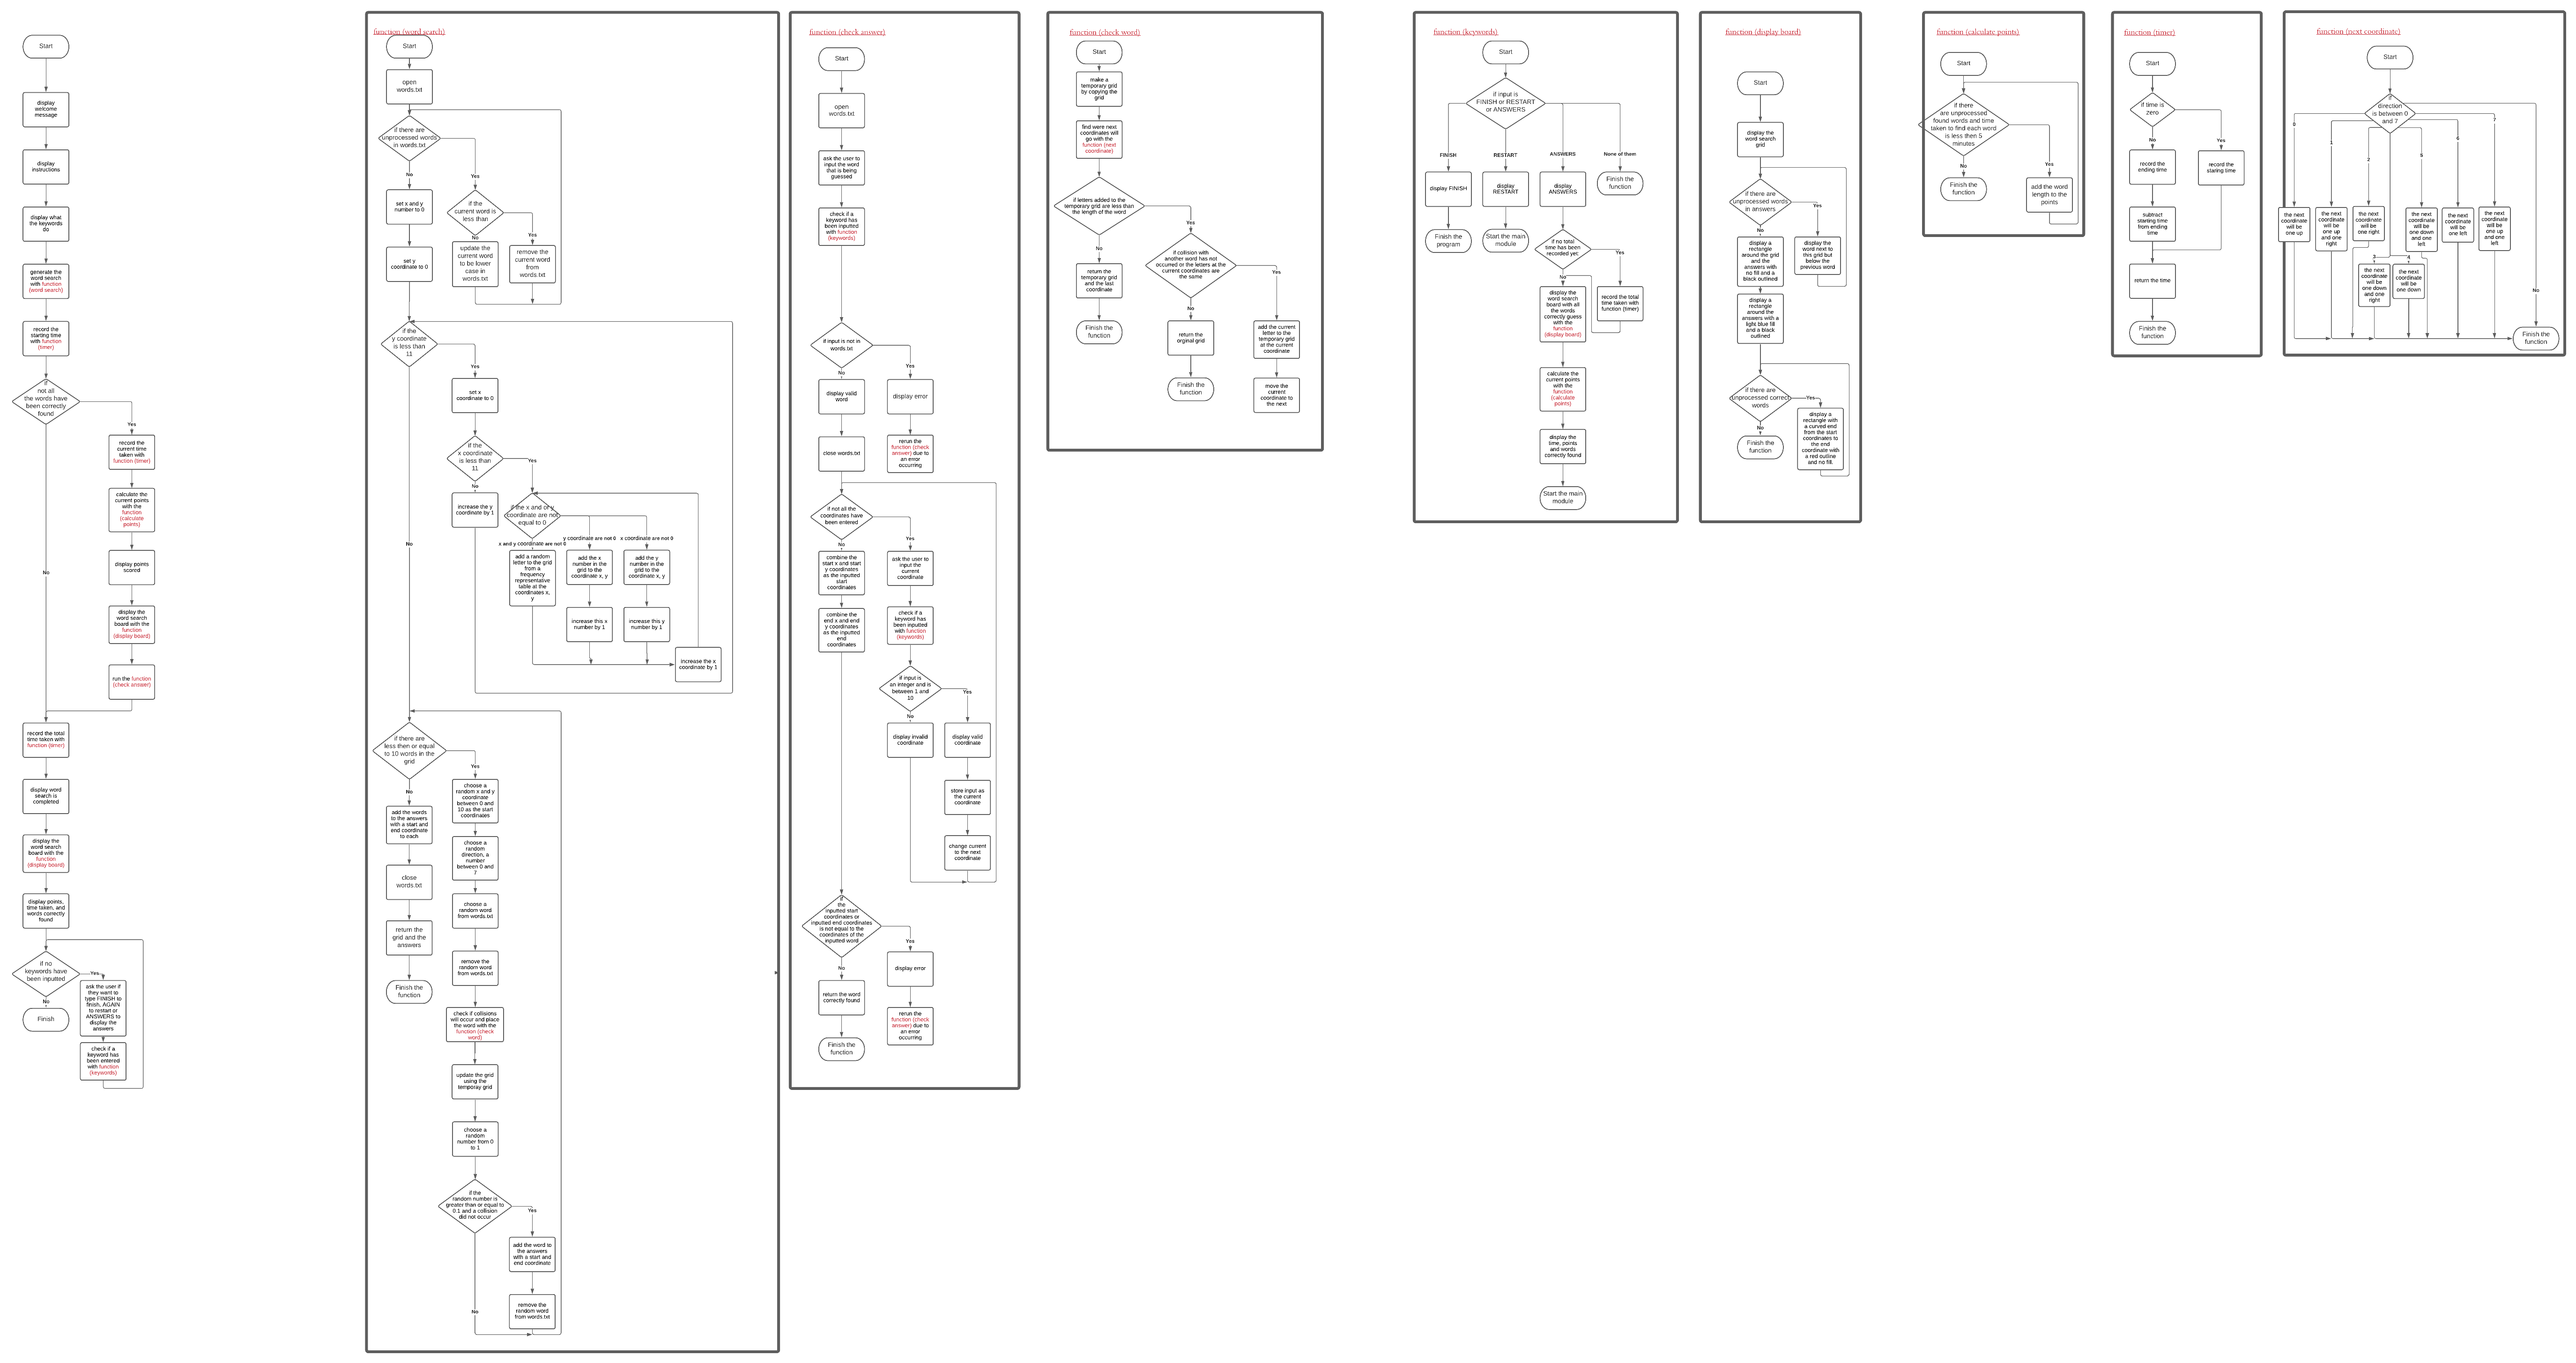 Start
display
welcome
message
display
instructions
display what
the keywords
do
generate the
word search
with function
(word search)
record the
starting time
with function
(timer)
if
not all
the words have
been correctly
found
Yes
record the
current time
taken with
function (timer)
calculate the
current points
with the
function
(calculate
points)
display points
scored
display the
word search
board with the
function
(display board)
run the function
(check answer)
No
record the total
time taken with
function (timer)
display word
search is
completed
display the
word search
board with the
function
(display board)
display points,
time taken, and
words correctly
found
if no
keywords have
been inputted
Yes
ask the user if
they want to
type FINISH to
finish, AGAIN
to restart or
ANSWERS to
display the
answers
check if a
keyword has
been entered
with function
(keywords)
No
Finish
function (word search)
Start
open
words.txt
if there are
unprocessed words
in words.txt
Yes
if the
current word is
less than
Yes
remove the
current word
from
words.txt
No
update the
current word
to be lower
case in
words.txt
No
set x and y
number to 0
set y
coordinate to 0
if the
y coordinate
is less than
11
Yes
set x
coordinate to 0
if the
x coordinate
is less than
11
Yes
No
increase the y
coordinate by 1
if the x and or y
coordinate are not
equal to 0
x and y coordinate are not 0
y coordinate are not 0
x coordinate are not 0
add a random
letter to the grid
from a
frequency
representative
table at the
coordinates x,
y
add the x
number in the
grid to the
coordinate x, y
increase this x
number by 1
add the y
number in the
grid to the
coordinate x, y
increase this y
number by 1
increase the x
coordinate by 1
No
if there are
less then or equal
to 10 words in the
grid
Yes
choose a
random x and y
coordinate
between 0 and
10 as the start
coordinates
choose a
random
direction, a
number
between 0 and
7
choose a
random word
from words.txt
remove the
random word
from words.txt
check if collisions
will occur and place
the word with the
function (check
word)
update the grid
using the
temporay grid
choose a
random
number from 0
to 1
if the
random number is
greater than or equal to
0.1 and a collision
did not occur
Yes
add the word to
the answers
with a start and
end coordinate
remove the
random word
from words.txt
No
No
add the words
to the answers
with a start and
end coordinate
to each
close
words.txt
return the
grid and the
answers
Finish the
function
function (check answer)
Start
open
words.txt
ask the user to
input the word
that is being
guessed
check if a
keyword has
been inputted
with function
(keywords)
if input is not in
words.txt
Yes
display error
rerun the
function (check
answer) due to
an error
occurring
No
display valid
word
close words.txt
if not all the
coordinates have
been entered
Yes
ask the user to
input the
current
coordinate
check if a
keyword has
been inputted
with function
(keywords)
if input is
an integer and is
between 1 and
10
Yes
display valid
coordinate
store input as
the current
coordinate
change current
to the next
coordinate
No
display invalid
coordinate
No
combine the
start x and start
y coordinates
as the inputted
start
coordinates
combine the
end x and end
y coordinates
as the inputted
end
coordinates
if
the
inputted start
coordinates or
inputted end coordinates
is not equal to the
coordinates of the
inputted word
Yes
display error
rerun the
function (check
answer) due to
an error
occurring
No
return the word
correctly found
Finish the
function
function (check word)
Start
make a
temporary grid
by copying the
grid
find were next
coordinates will
go with the
function (next
coordinate)
if letters added to the
temporary grid are less than
the length of the word
Yes
if collision with
another word has not
occurred or the letters at the
current coordinates are
the same
Yes
add the current
letter to the
temporary grid
at the current
coordinate
move the
current
coordinate to
the next
No
return the
orginal grid
Finish the
function
No
return the
temporary grid
and the last
coordinate
Finish the
function
function (keywords)
Start
if input is
FINISH or RESTART
or ANSWERS
FINISH
display FINISH
Finish the
program
RESTART
display
RESTART
Start the main
module
ANSWERS
display
ANSWERS
if no total
time has been
recorded yet
Yes
record the total
time taken with
function (timer)
No
display the
word search
board with all
the words
correctly guess
with the
function
(display board)
calculate the
current points
with the
function
(calculate
points)
display the
time, points
and words
correctly found
Start the main
module
None of them
Finish the
function
function (display board)
Start
display the
word search
grid
if there are
unprocessed words
in answers
Yes
display the
word next to
this grid but
below the
previous word
No
display a
rectangle
around the grid
and the
answers with
no fill and a
black outlined
display a
rectangle
around the
answers with a
light blue fill
and a black
outlined
if there are
unprocessed correct
words
Yes
display a
rectangle with
a curved end
from the start
coordinates to
the end
coordinate with
a red outline
and no fill.
No
Finish the
function
function (calculate points)
Start
if there
are unprocessed
found words and time
taken to find each word
is less then 5
minutes
Yes
add the word
length to the
points
No
Finish the
function
function (timer)
Start
if time is
zero
Yes
record the
staring time
No
record the
ending time
subtract
starting time
from ending
time
return the time
Finish the
function
function (next coordinate)
Start
if
direction
is between 0
and 7
0
the next
coordinate
will be
one up
1
the next
coordinate
will be
one up
and one
right
2
the next
coordinate
will be
one right
3
the next
coordinate
will be
one down
and one
right
4
the next
coordinate
will be
one down
5
the next
coordinate
will be
one down
and one
left
6
the next
coordinate
will be
one left
7
the next
coordinate
will be
one up
and one
left
No
Finish the
function